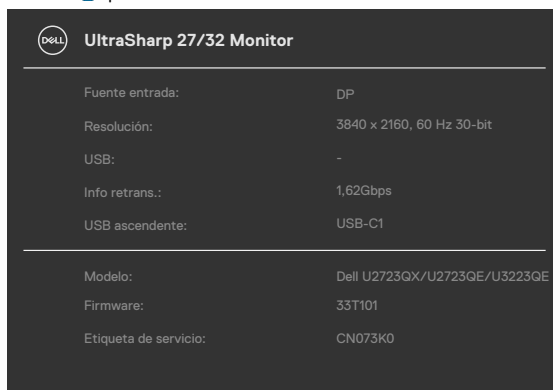 DELL UltraSharp 27/32 Monitor
Fuente entrada: DP
Resolución: 3840 x 2160, 60 Hz 30-bit
USB: -
Info retrans.: 1,62Gbps
USB ascendente: USB-C1
Modelo: Dell U2723QX/U2723QE/U3223QE
Firmware: 33T101
Etiqueta de servicio: CN073K0